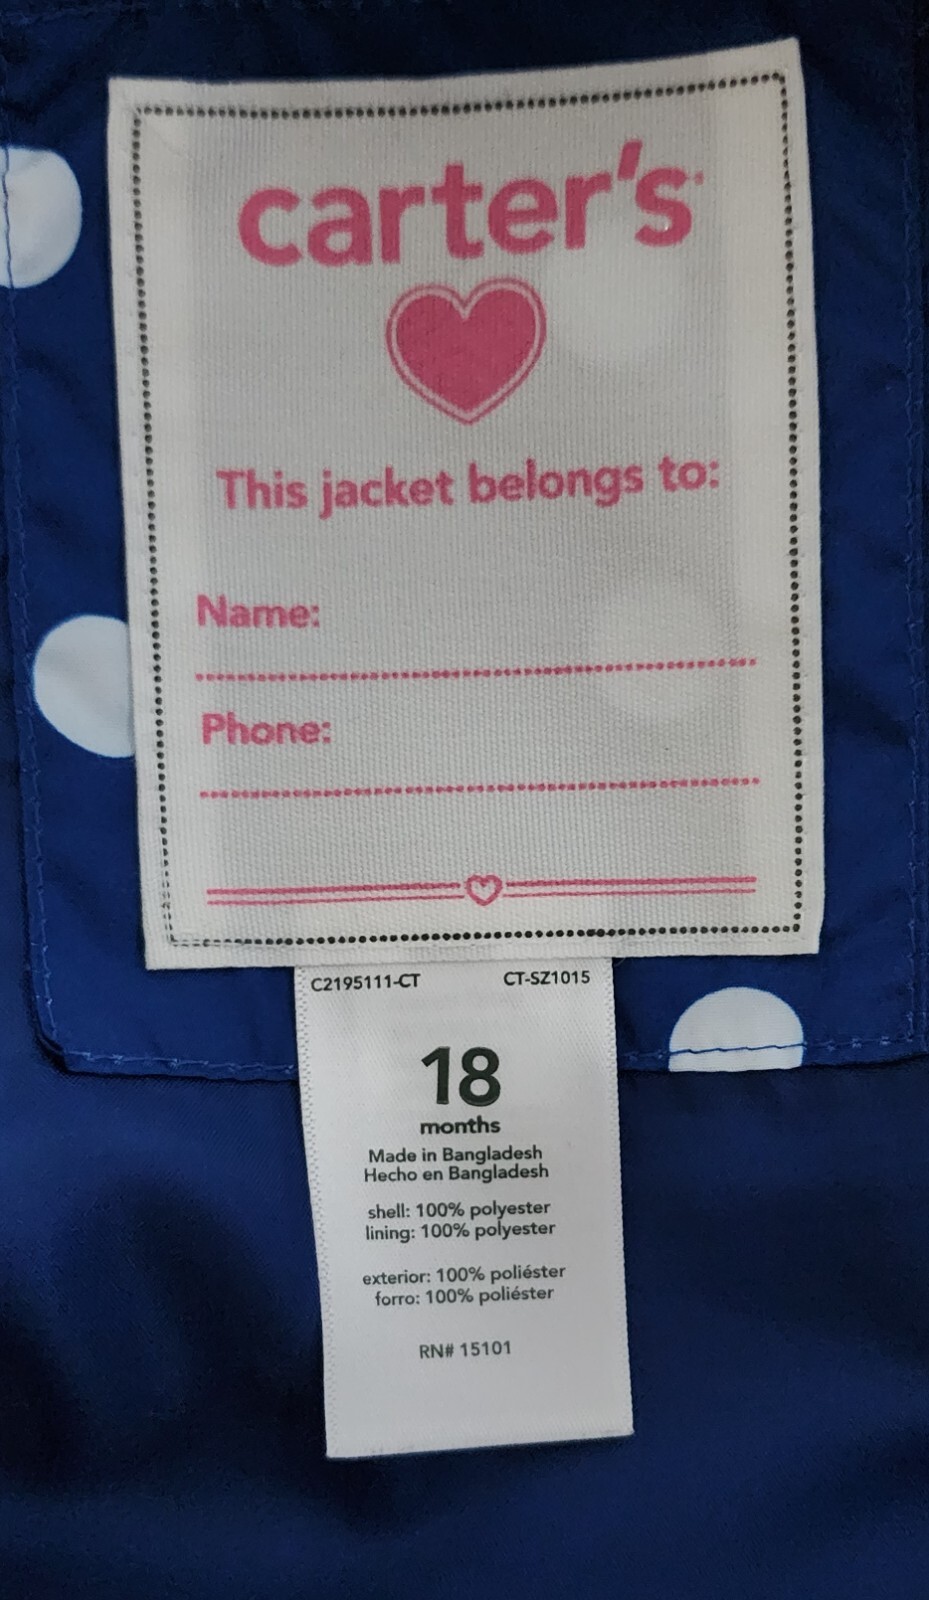 carter's
This jacket belongs to:
Name:
Phone:
C2195111-CT CT-SZ1015
18
months
Made in Bangladesh
Hecho en Bangladesh
shell: 100% polyester
lining: 100% polyester
exterior: 100% poliéster
forro: 100% poliéster
RN# 15101